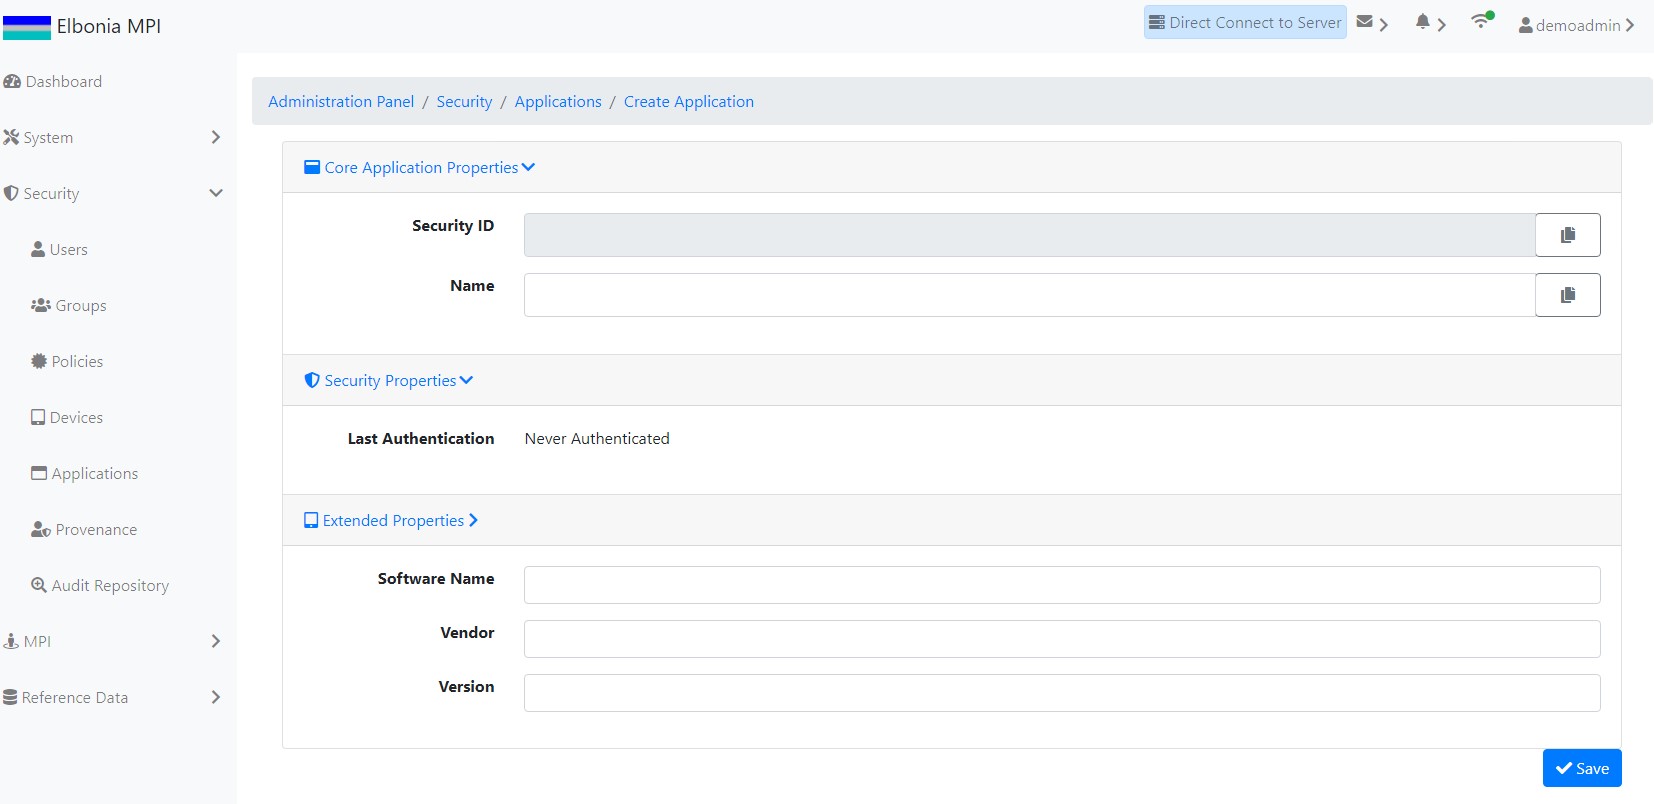 Elbonia MPI
Direct Connect to Server
demoadmin
Dashboard
System
Security
Users
Groups
Policies
Devices
Applications
Provenance
Audit Repository
MPI
Reference Data
Administration Panel / Security / Applications / Create Application
Core Application Properties
Security ID
Name
Security Properties
Last Authentication Never Authenticated
Extended Properties
Software Name
Vendor
Version
Save